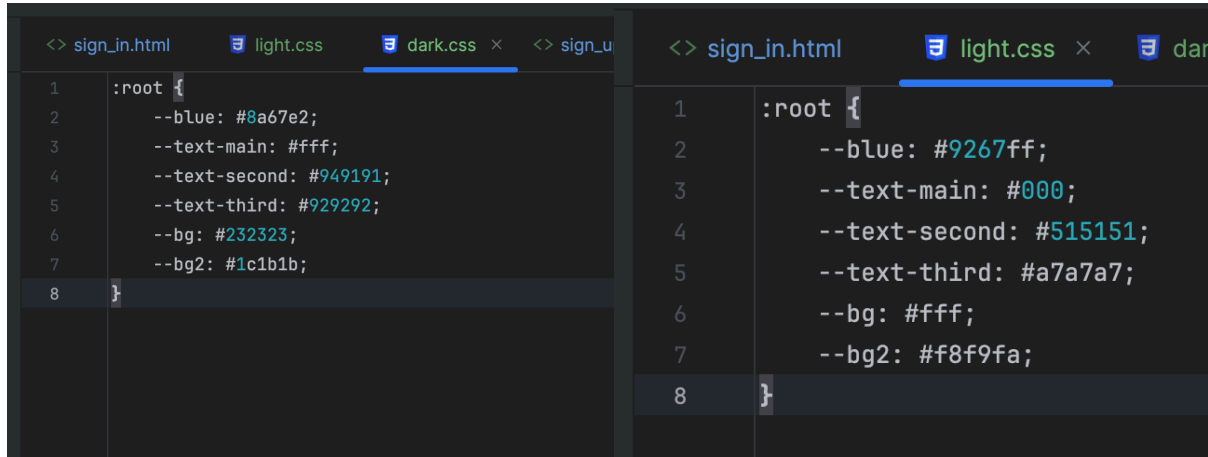 sign_in.html light.css dark.css × sign_u
1 :root {
2 --blue: #8a67e2;
3 --text-main: #fff;
4 --text-second: #949191;
5 --text-third: #929292;
6 --bg: #232323;
7 --bg2: #1c1b1b;
8 }
sign_in.html light.css × dar
1 :root {
2 --blue: #9267ff;
3 --text-main: #000;
4 --text-second: #515151;
5 --text-third: #a7a7a7;
6 --bg: #fff;
7 --bg2: #f8f9fa;
8 }